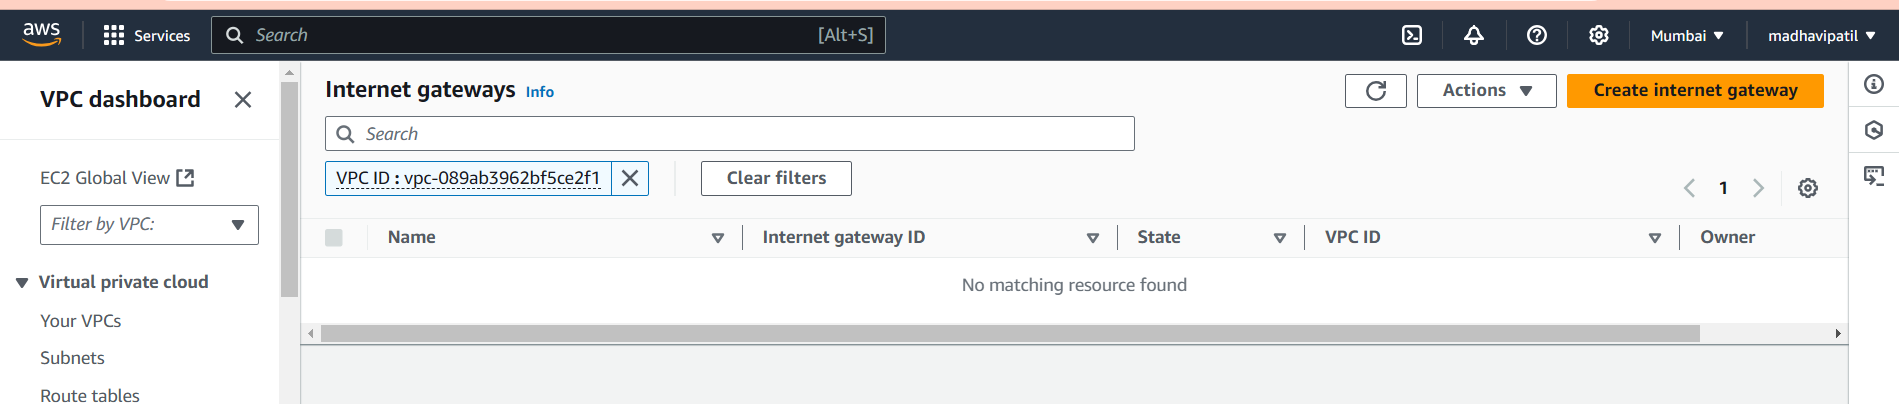 aws
Services
Search
[Alt+S]
Mumbai
madhavipatil
VPC dashboard
EC2 Global View
Filter by VPC:
Virtual private cloud
Your VPCs
Subnets
Route tables
Internet gateways Info
Actions
Create internet gateway
Search
VPC ID : vpc-089ab3962bf5ce2f1
Clear filters
1
Name Internet gateway ID State VPC ID Owner
No matching resource found